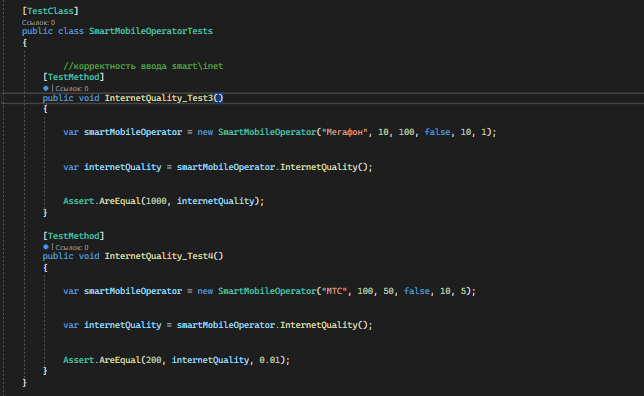 [TestClass]
Ссылок: 0
public class SmartMobileOperatorTests
{
//корректность ввода smart\inet
[TestMethod]
| Ссылок: 0
public void InternetQuality_Test3()
{
var smartMobileOperator = new SmartMobileOperator("Мегафон", 10, 100, false, 10, 1);
var internetQuality = smartMobileOperator.InternetQuality();
Assert.AreEqual(1000, internetQuality);
}
[TestMethod]
| Ссылок: 0
public void InternetQuality_Test4()
{
var smartMobileOperator = new SmartMobileOperator("МТС", 100, 50, false, 10, 5);
var internetQuality = smartMobileOperator.InternetQuality();
Assert.AreEqual(200, internetQuality, 0.01);
}
}